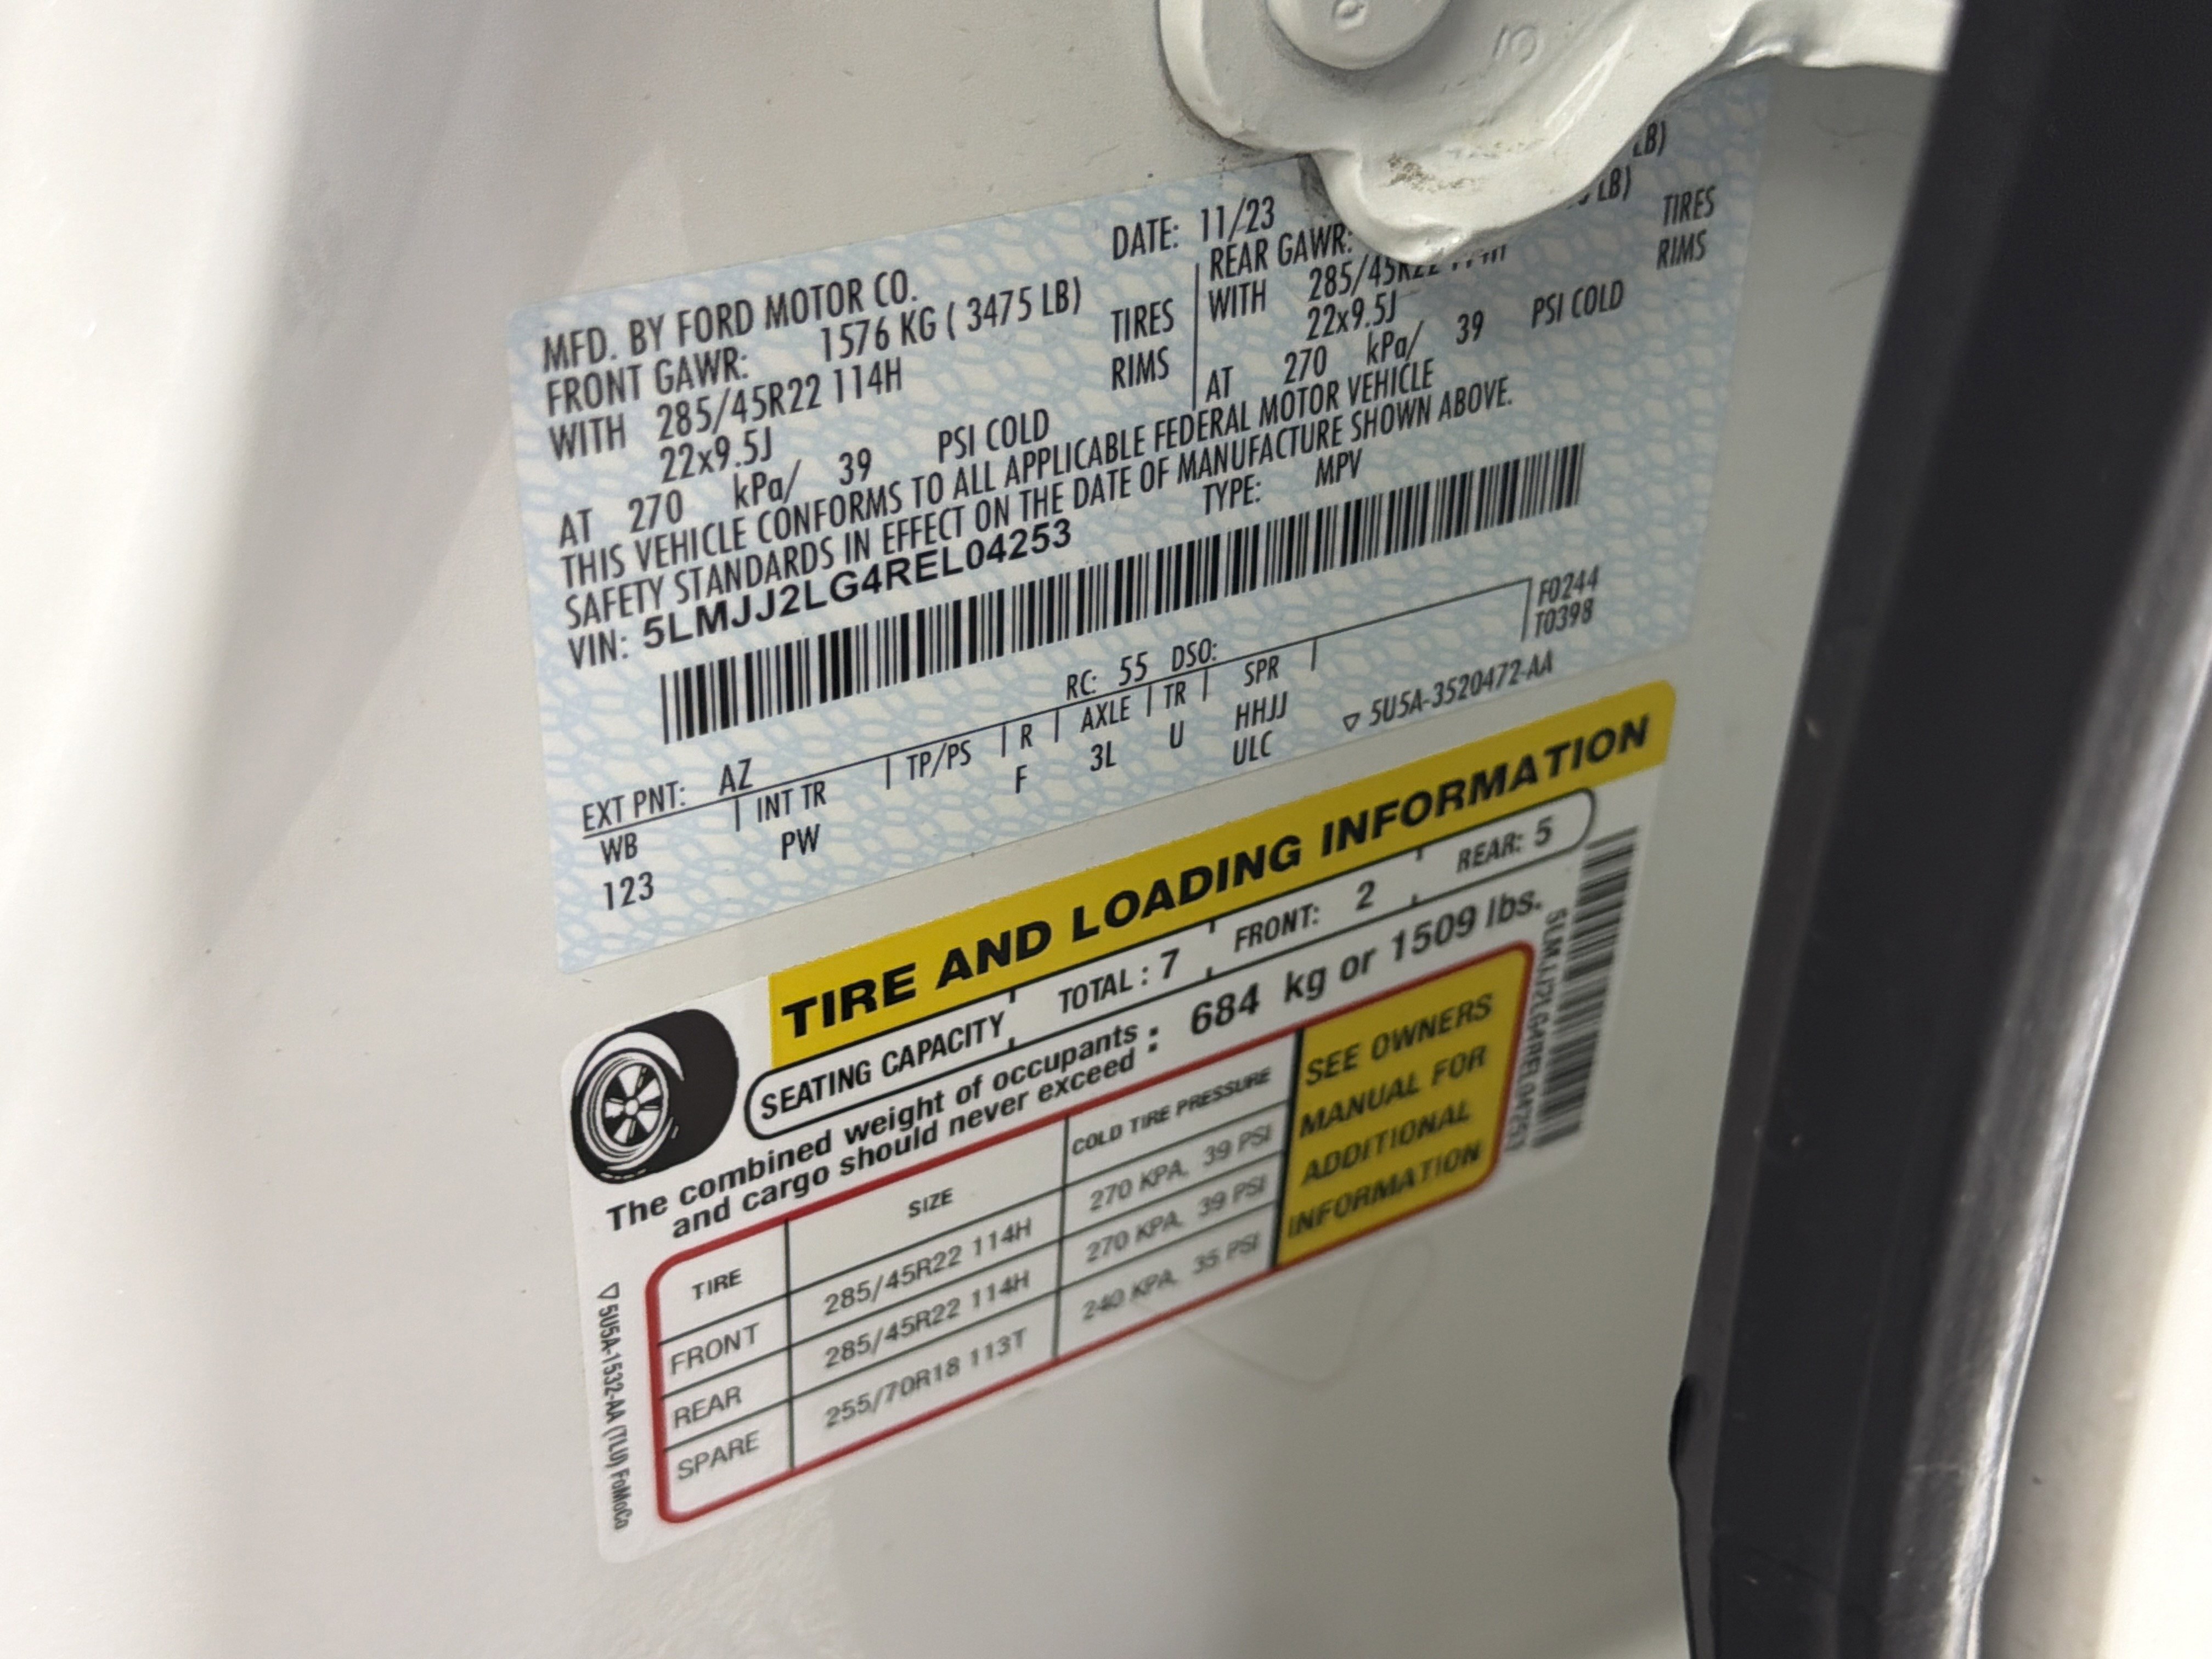 MFD. BY FORD MOTOR CO.
DATE: 11/23
FRONT GAWR: 1576 KG ( 3475 LB)
WITH 285/45R22 114H TIRES
22x9.5J RIMS
AT 270 kPa/ 39 PSI COLD
REAR GAWR: LB)
LB)
WITH 285/45R22 TIRES
22x9.5J RIMS
AT 270 kPa/ 39 PSI COLD
THIS VEHICLE CONFORMS TO ALL APPLICABLE FEDERAL MOTOR VEHICLE
SAFETY STANDARDS IN EFFECT ON THE DATE OF MANUFACTURE SHOWN ABOVE.
VIN: 5LMJJ2LG4REL04253 TYPE: MPV
F0244
T0398
EXT PNT: AZ RC: 55 DSO:
WB INT TR TP/PS R AXLE TR SPR
123 PW F 3L U HHJJ
ULC
5U5A-3520472-AA
TIRE AND LOADING INFORMATION
SEATING CAPACITY TOTAL : 7 FRONT: 2 REAR: 5
The combined weight of occupants
and cargo should never exceed : 684 kg or 1509 lbs.
TIRE SIZE COLD TIRE PRESSURE
FRONT 285/45R22 114H 270 KPA, 39 PSI
REAR 285/45R22 114H 270 KPA, 39 PSI
SPARE 255/70R18 113T 240 KPA, 35 PSI
SEE OWNERS
MANUAL FOR
ADDITIONAL
INFORMATION
5LMJJ2LG4REL04253
5U5A-1532-AA (TLU) FoMoCo